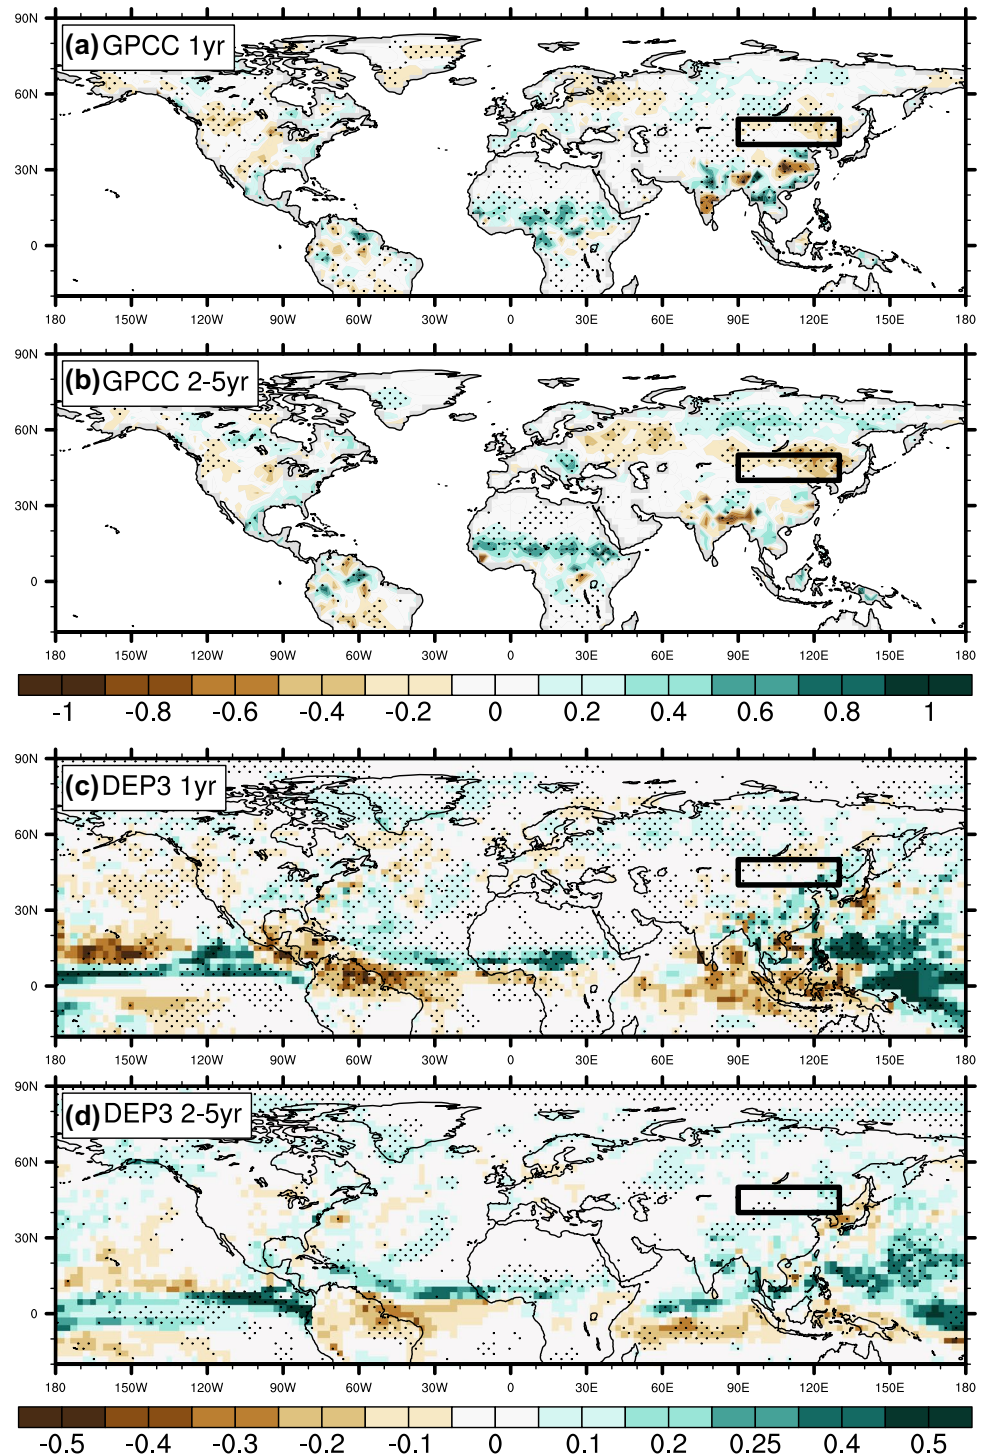 90N
(a) GPCC 1yr
60N
30N
0
180 150W 120W 90W 60W 30W 0 30E 60E 90E 120E 150E 180
90N
(b) GPCC 2-5yr
60N
30N
0
180 150W 120W 90W 60W 30W 0 30E 60E 90E 120E 150E 180
-1 -0.8 -0.6 -0.4 -0.2 0 0.2 0.4 0.6 0.8 1
90N
(c) DEP3 1yr
60N
30N
0
180 150W 120W 90W 60W 30W 0 30E 60E 90E 120E 150E 180
90N
(d) DEP3 2-5yr
60N
30N
0
180 150W 120W 90W 60W 30W 0 30E 60E 90E 120E 150E 180
-0.5 -0.4 -0.3 -0.2 -0.1 0 0.1 0.2 0.25 0.4 0.5